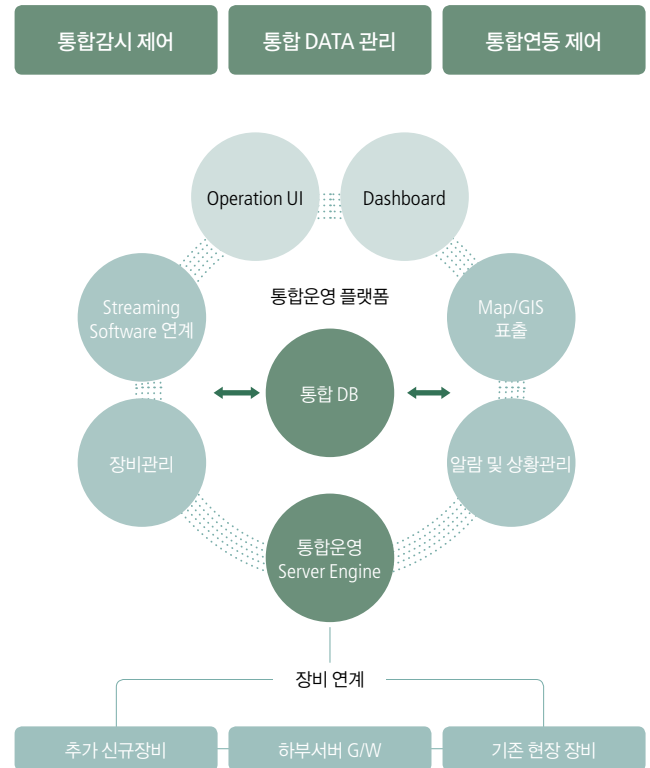 통합감시 제어
통합 DATA 관리
통합연동 제어
Operation UI
Dashboard
Streaming
Software 연계
통합운영 플랫폼
Map/GIS
표출
통합 DB
장비관리
알람 및 상황관리
통합운영
Server Engine
장비 연계
추가 신규장비
하부서버 G/W
기존 현장 장비